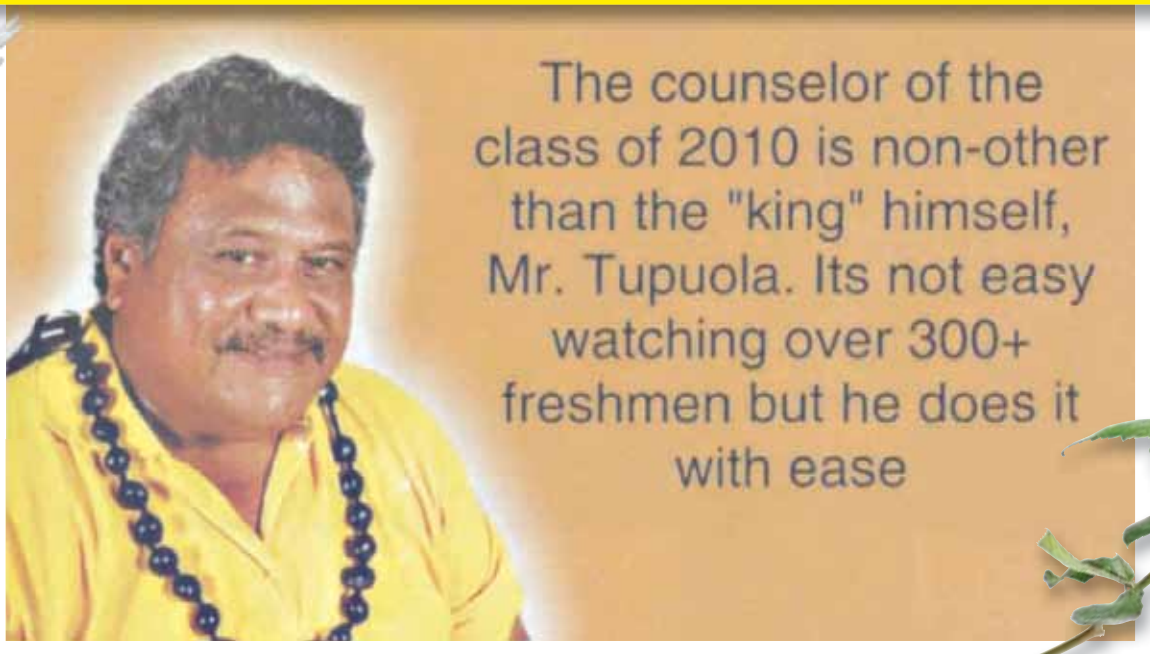 The counselor of the
class of 2010 is non-other
than the "king" himself,
Mr. Tupuola. Its not easy
watching over 300+
freshmen but he does it
with ease